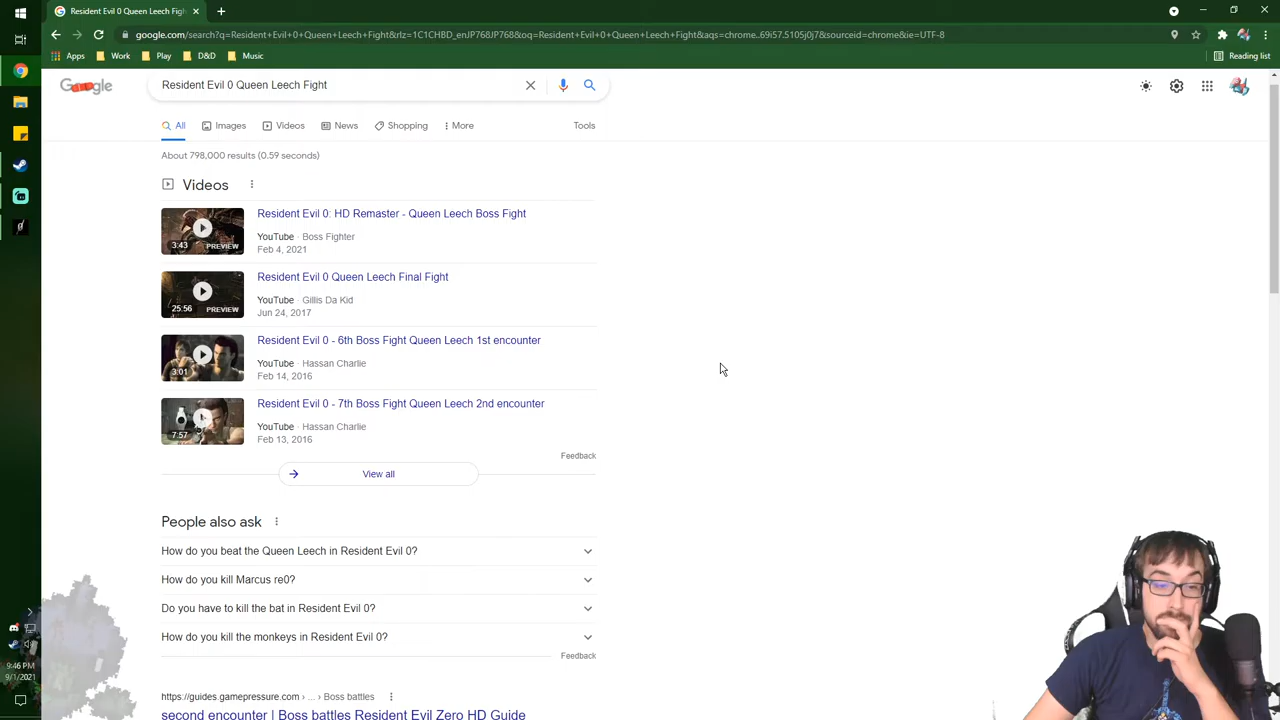 Resident Evil 0 Queen Leech Figh
google.com/search?q=Resident+Evil+0+Queen+Leech+Fight&rlz=1C1CHBD_enJP768JP768&oq=Resident+Evil+0+Queen+Leech+Fight&aqs=chrome..69i57.5105j0j7&sourceid=chrome&ie=UTF-8
Apps Work Play D&D Music Reading list
Google
Resident Evil 0 Queen Leech Fight
All Images Videos News Shopping More Tools
About 798,000 results (0.59 seconds)
Videos
Resident Evil 0: HD Remaster - Queen Leech Boss Fight
YouTube · Boss Fighter
3:43 PREVIEW
Feb 4, 2021
Resident Evil 0 Queen Leech Final Fight
YouTube · Gillis Da Kid
25:56 PREVIEW
Jun 24, 2017
Resident Evil 0 - 6th Boss Fight Queen Leech 1st encounter
YouTube · Hassan Charlie
3:01
Feb 14, 2016
Resident Evil 0 - 7th Boss Fight Queen Leech 2nd encounter
YouTube · Hassan Charlie
7:57
Feb 13, 2016
Feedback
View all
People also ask
How do you beat the Queen Leech in Resident Evil 0?
How do you kill Marcus re0?
Do you have to kill the bat in Resident Evil 0?
How do you kill the monkeys in Resident Evil 0?
Feedback
https://guides.gamepressure.com › ... › Boss battles
second encounter | Boss battles Resident Evil Zero HD Guide
9:46 PM
9/1/2021